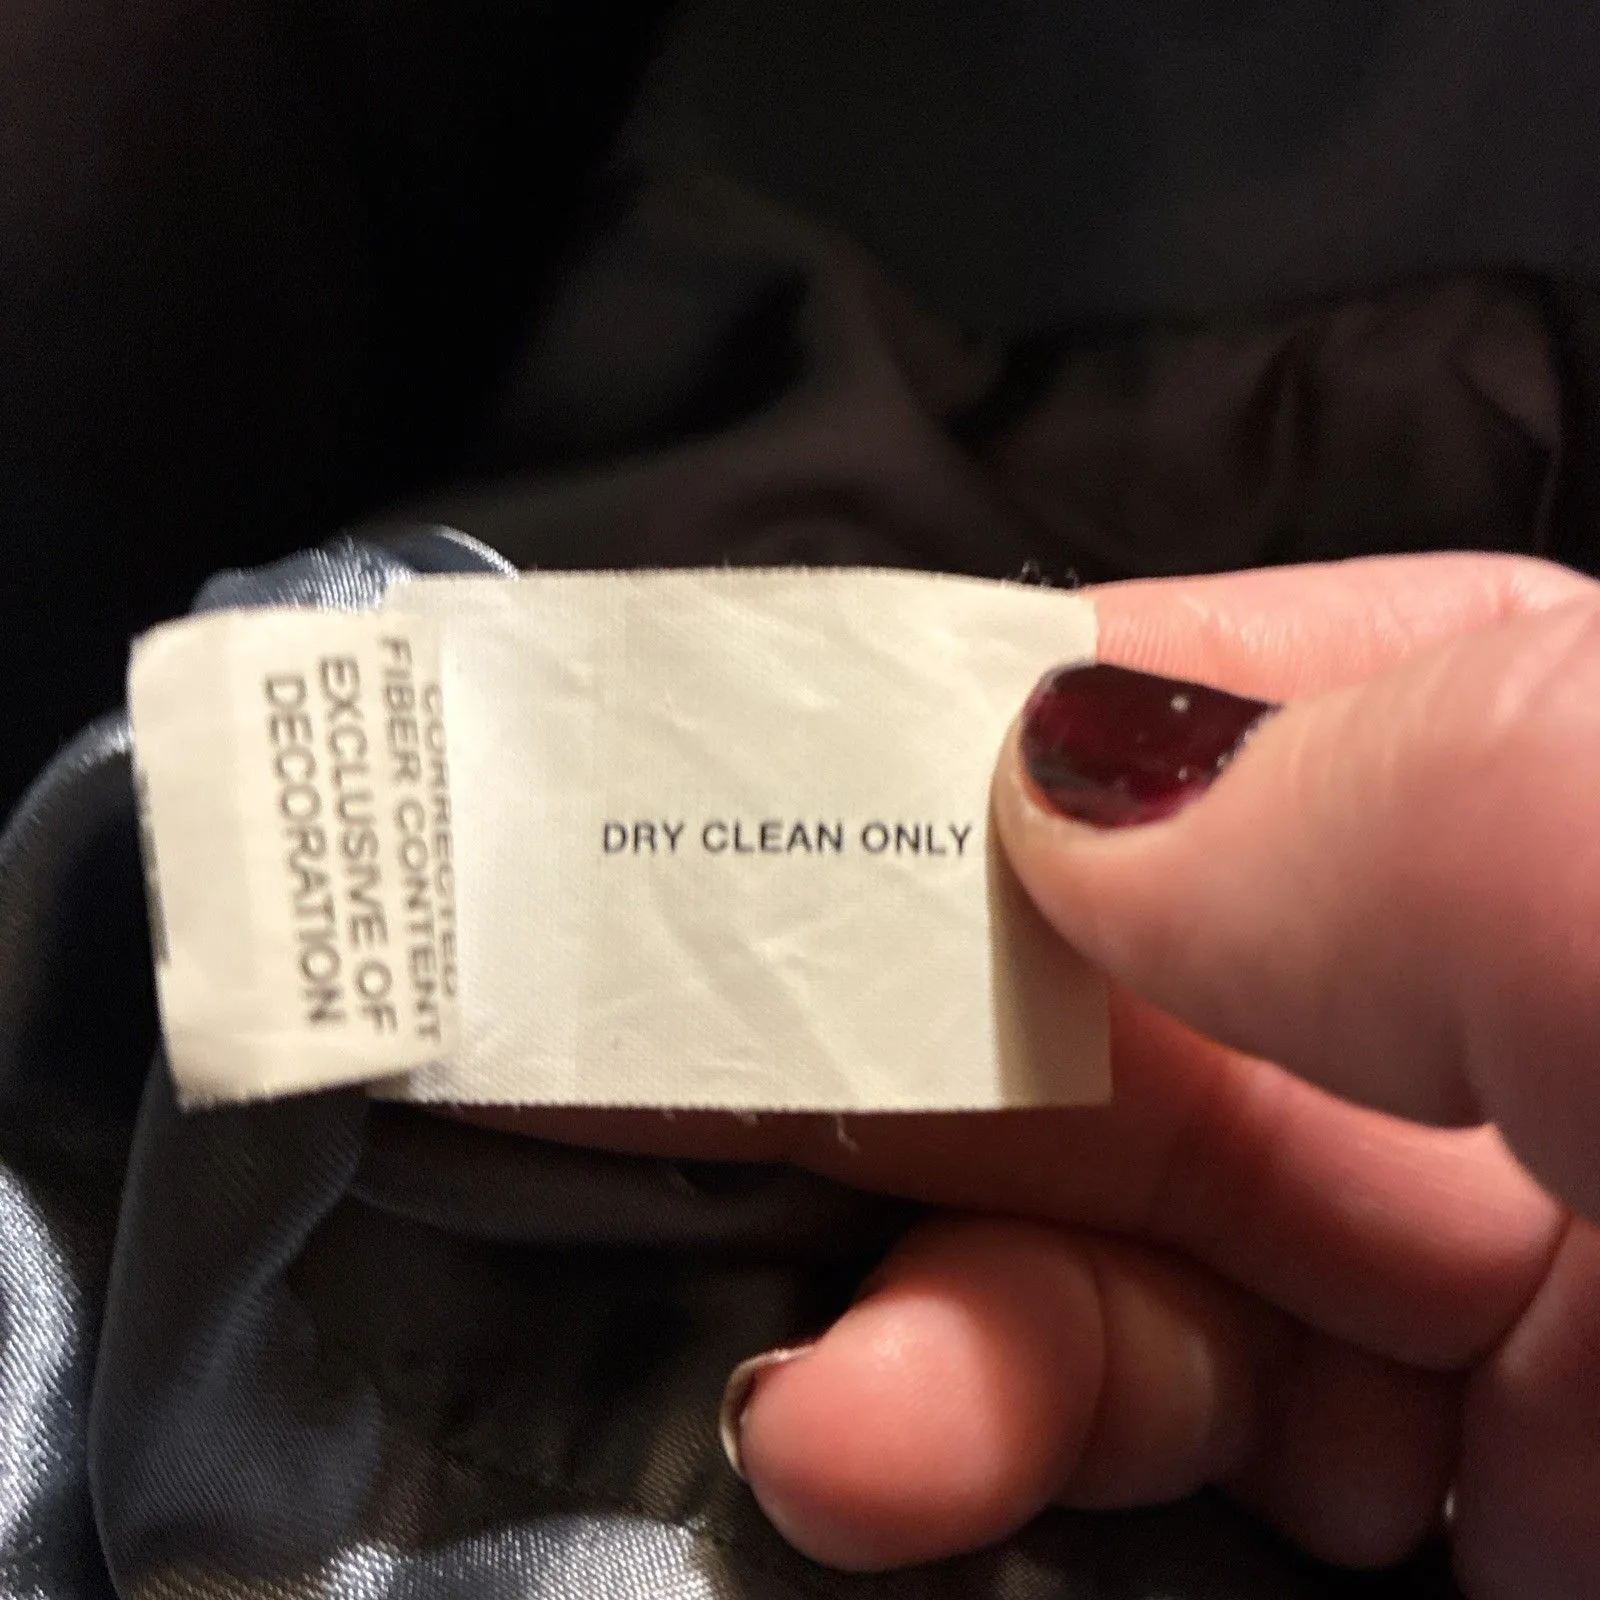 CORRECTED
FIBER CONTENT
EXCLUSIVE OF
DECORATION
DRY CLEAN ONLY